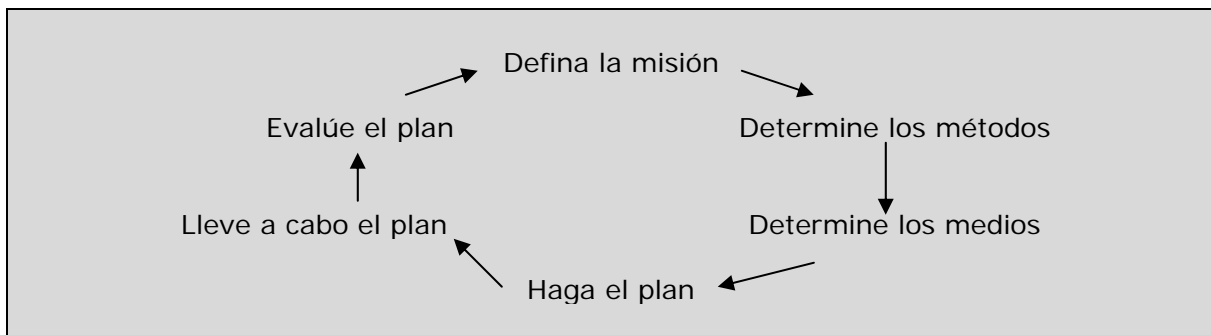 Defina la misión
Evalúe el plan
Determine los métodos
Lleve a cabo el plan
Determine los medios
Haga el plan